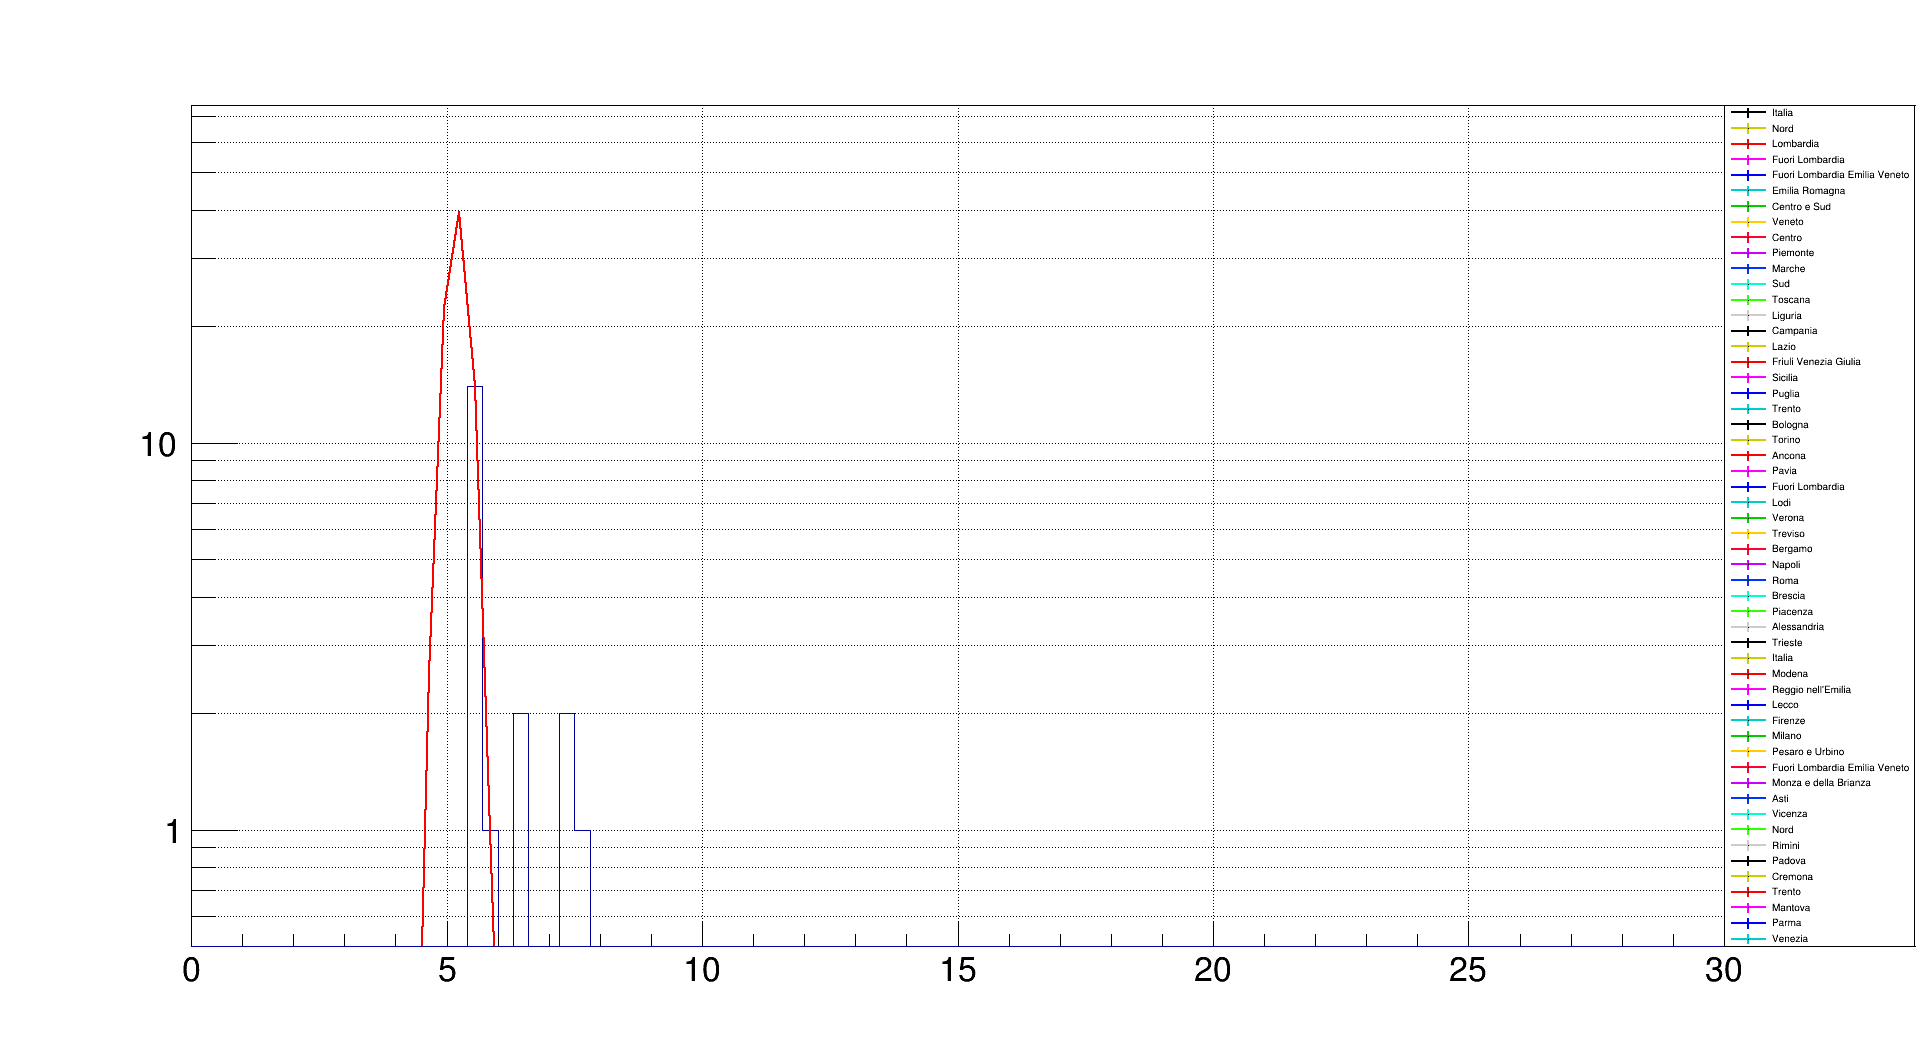 10
1
0 5 10 15 20 25 30
Italia
Nord
Lombardia
Fuori Lombardia
Fuori Lombardia Emilia Veneto
Emilia Romagna
Centro e Sud
Veneto
Centro
Piemonte
Marche
Sud
Toscana
Liguria
Campania
Lazio
Friuli Venezia Giulia
Sicilia
Puglia
Trento
Bologna
Torino
Ancona
Pavia
Fuori Lombardia
Lodi
Verona
Treviso
Bergamo
Napoli
Roma
Brescia
Piacenza
Alessandria
Trieste
Italia
Modena
Reggio nell'Emilia
Lecco
Firenze
Milano
Pesaro e Urbino
Fuori Lombardia Emilia Veneto
Monza e della Brianza
Asti
Vicenza
Nord
Rimini
Padova
Cremona
Trento
Mantova
Parma
Venezia